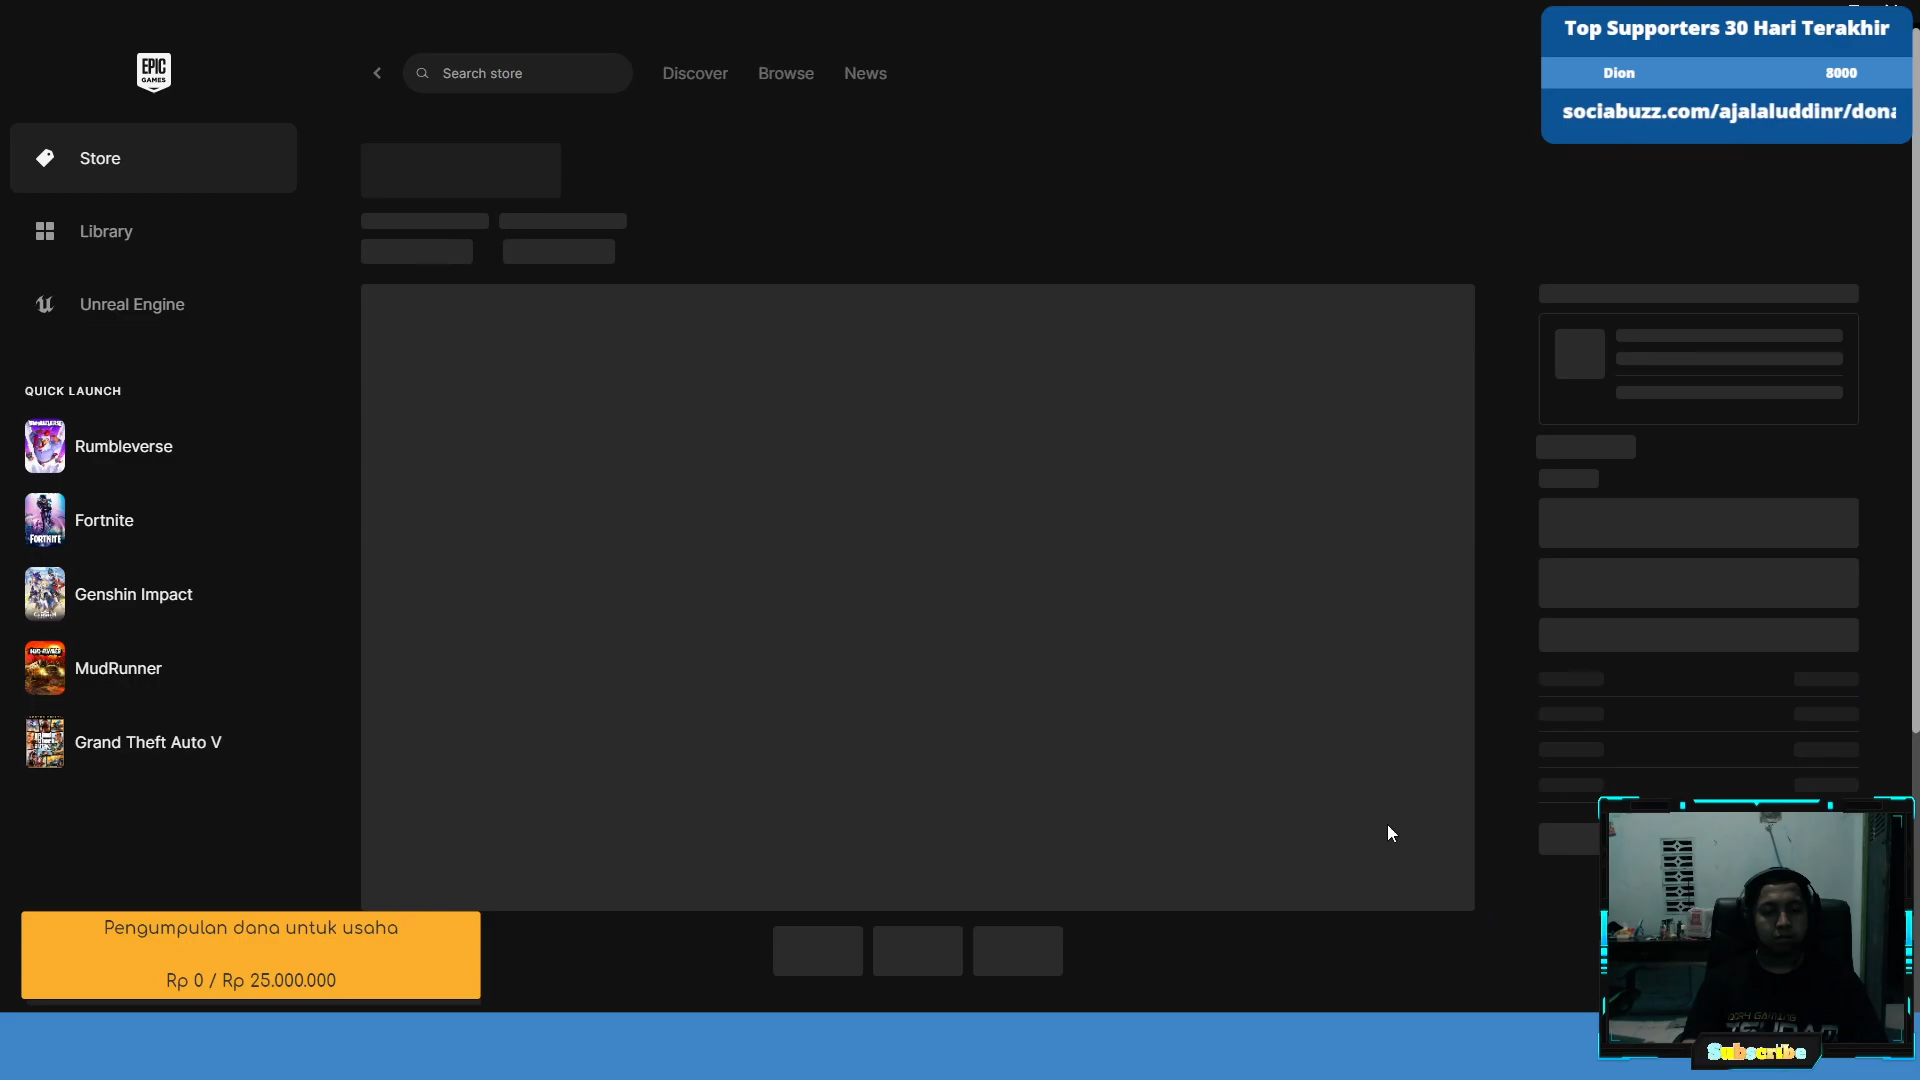 EPIC
GAMES
Search store
Discover
Browse
News
Top Supporters 30 Hari Terakhir
Dion
8000
sociabuzz.com/ajalaluddinr/dona
Store
Library
Unreal Engine
QUICK LAUNCH
Rumbleverse
FORTNITE
Fortnite
Genshin Impact
MudRunner
Grand Theft Auto V
Pengumpulan dana untuk usaha
Rp 0 / Rp 25.000.000
Subscribe